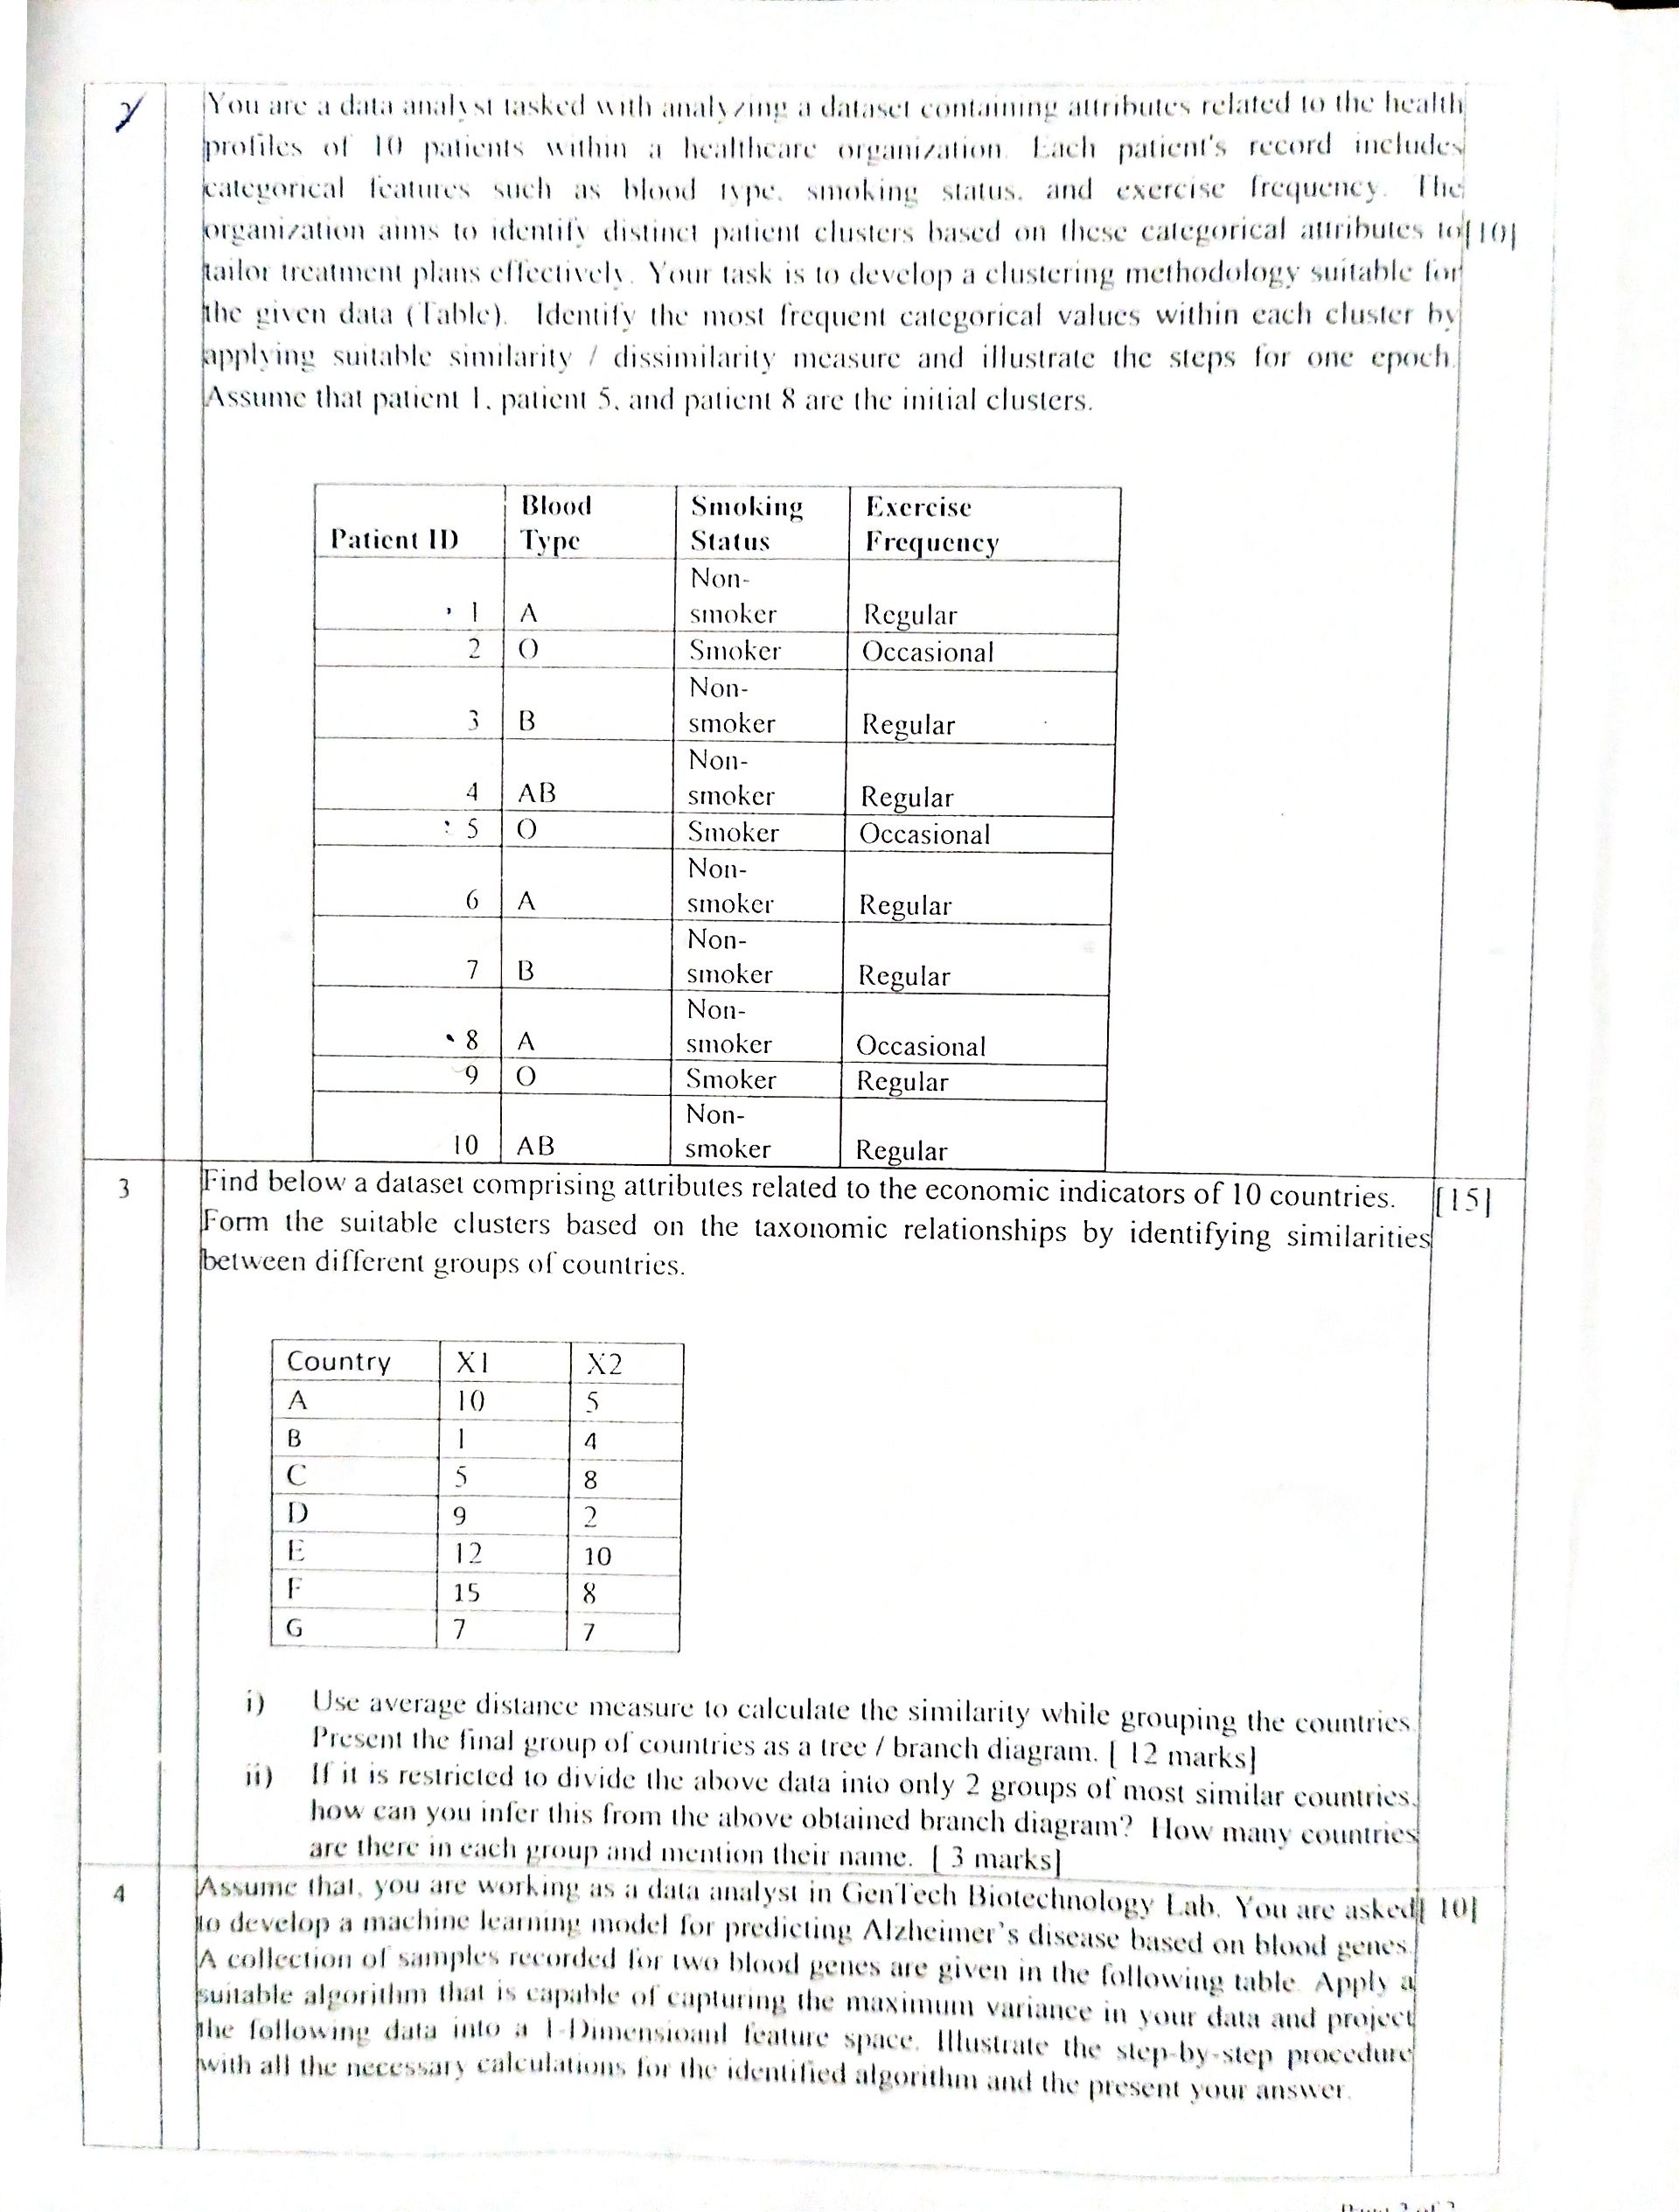 You are a data analyst tasked with analyzing a dataset containing attributes related to the health
profiles of 10 patients within a healthcare organization. Each patient's record includes
categorical features such as blood type, smoking status, and exercise frequency. The
organization aims to identify distinct patient clusters based on these categorical attributes to [10]
tailor treatment plans effectively. Your task is to develop a clustering methodology suitable for
the given data (Table). Identify the most frequent categorical values within each cluster by
applying suitable similarity / dissimilarity measure and illustrate the steps for one epoch.
Assume that patient 1, patient 5, and patient 8 are the initial clusters.
Patient ID Blood Type Smoking Status Exercise Frequency
1 A Non-smoker Regular
2 O Smoker Occasional
3 B Non-smoker Regular
4 AB Non-smoker Regular
5 O Smoker Occasional
6 A Non-smoker Regular
7 B Non-smoker Regular
8 A Non-smoker Occasional
9 O Smoker Regular
10 AB Non-smoker Regular
3 Find below a dataset comprising attributes related to the economic indicators of 10 countries. [15]
Form the suitable clusters based on the taxonomic relationships by identifying similarities
between different groups of countries.
Country X1 X2
A 10 5
B 1 4
C 5 8
D 9 2
E 12 10
F 15 8
G 7 7
i) Use average distance measure to calculate the similarity while grouping the countries.
Present the final group of countries as a tree / branch diagram. [ 12 marks]
ii) If it is restricted to divide the above data into only 2 groups of most similar countries,
how can you infer this from the above obtained branch diagram? How many countries
are there in each group and mention their name. [ 3 marks]
4 Assume that, you are working as a data analyst in GenTech Biotechnology Lab. You are asked [ 10]
to develop a machine learning model for predicting Alzheimer's disease based on blood genes.
A collection of samples recorded for two blood genes are given in the following table. Apply a
suitable algorithm that is capable of capturing the maximum variance in your data and project
the following data into a 1-Dimensioanl feature space. Illustrate the step-by-step procedure
with all the necessary calculations for the identified algorithm and the present your answer.